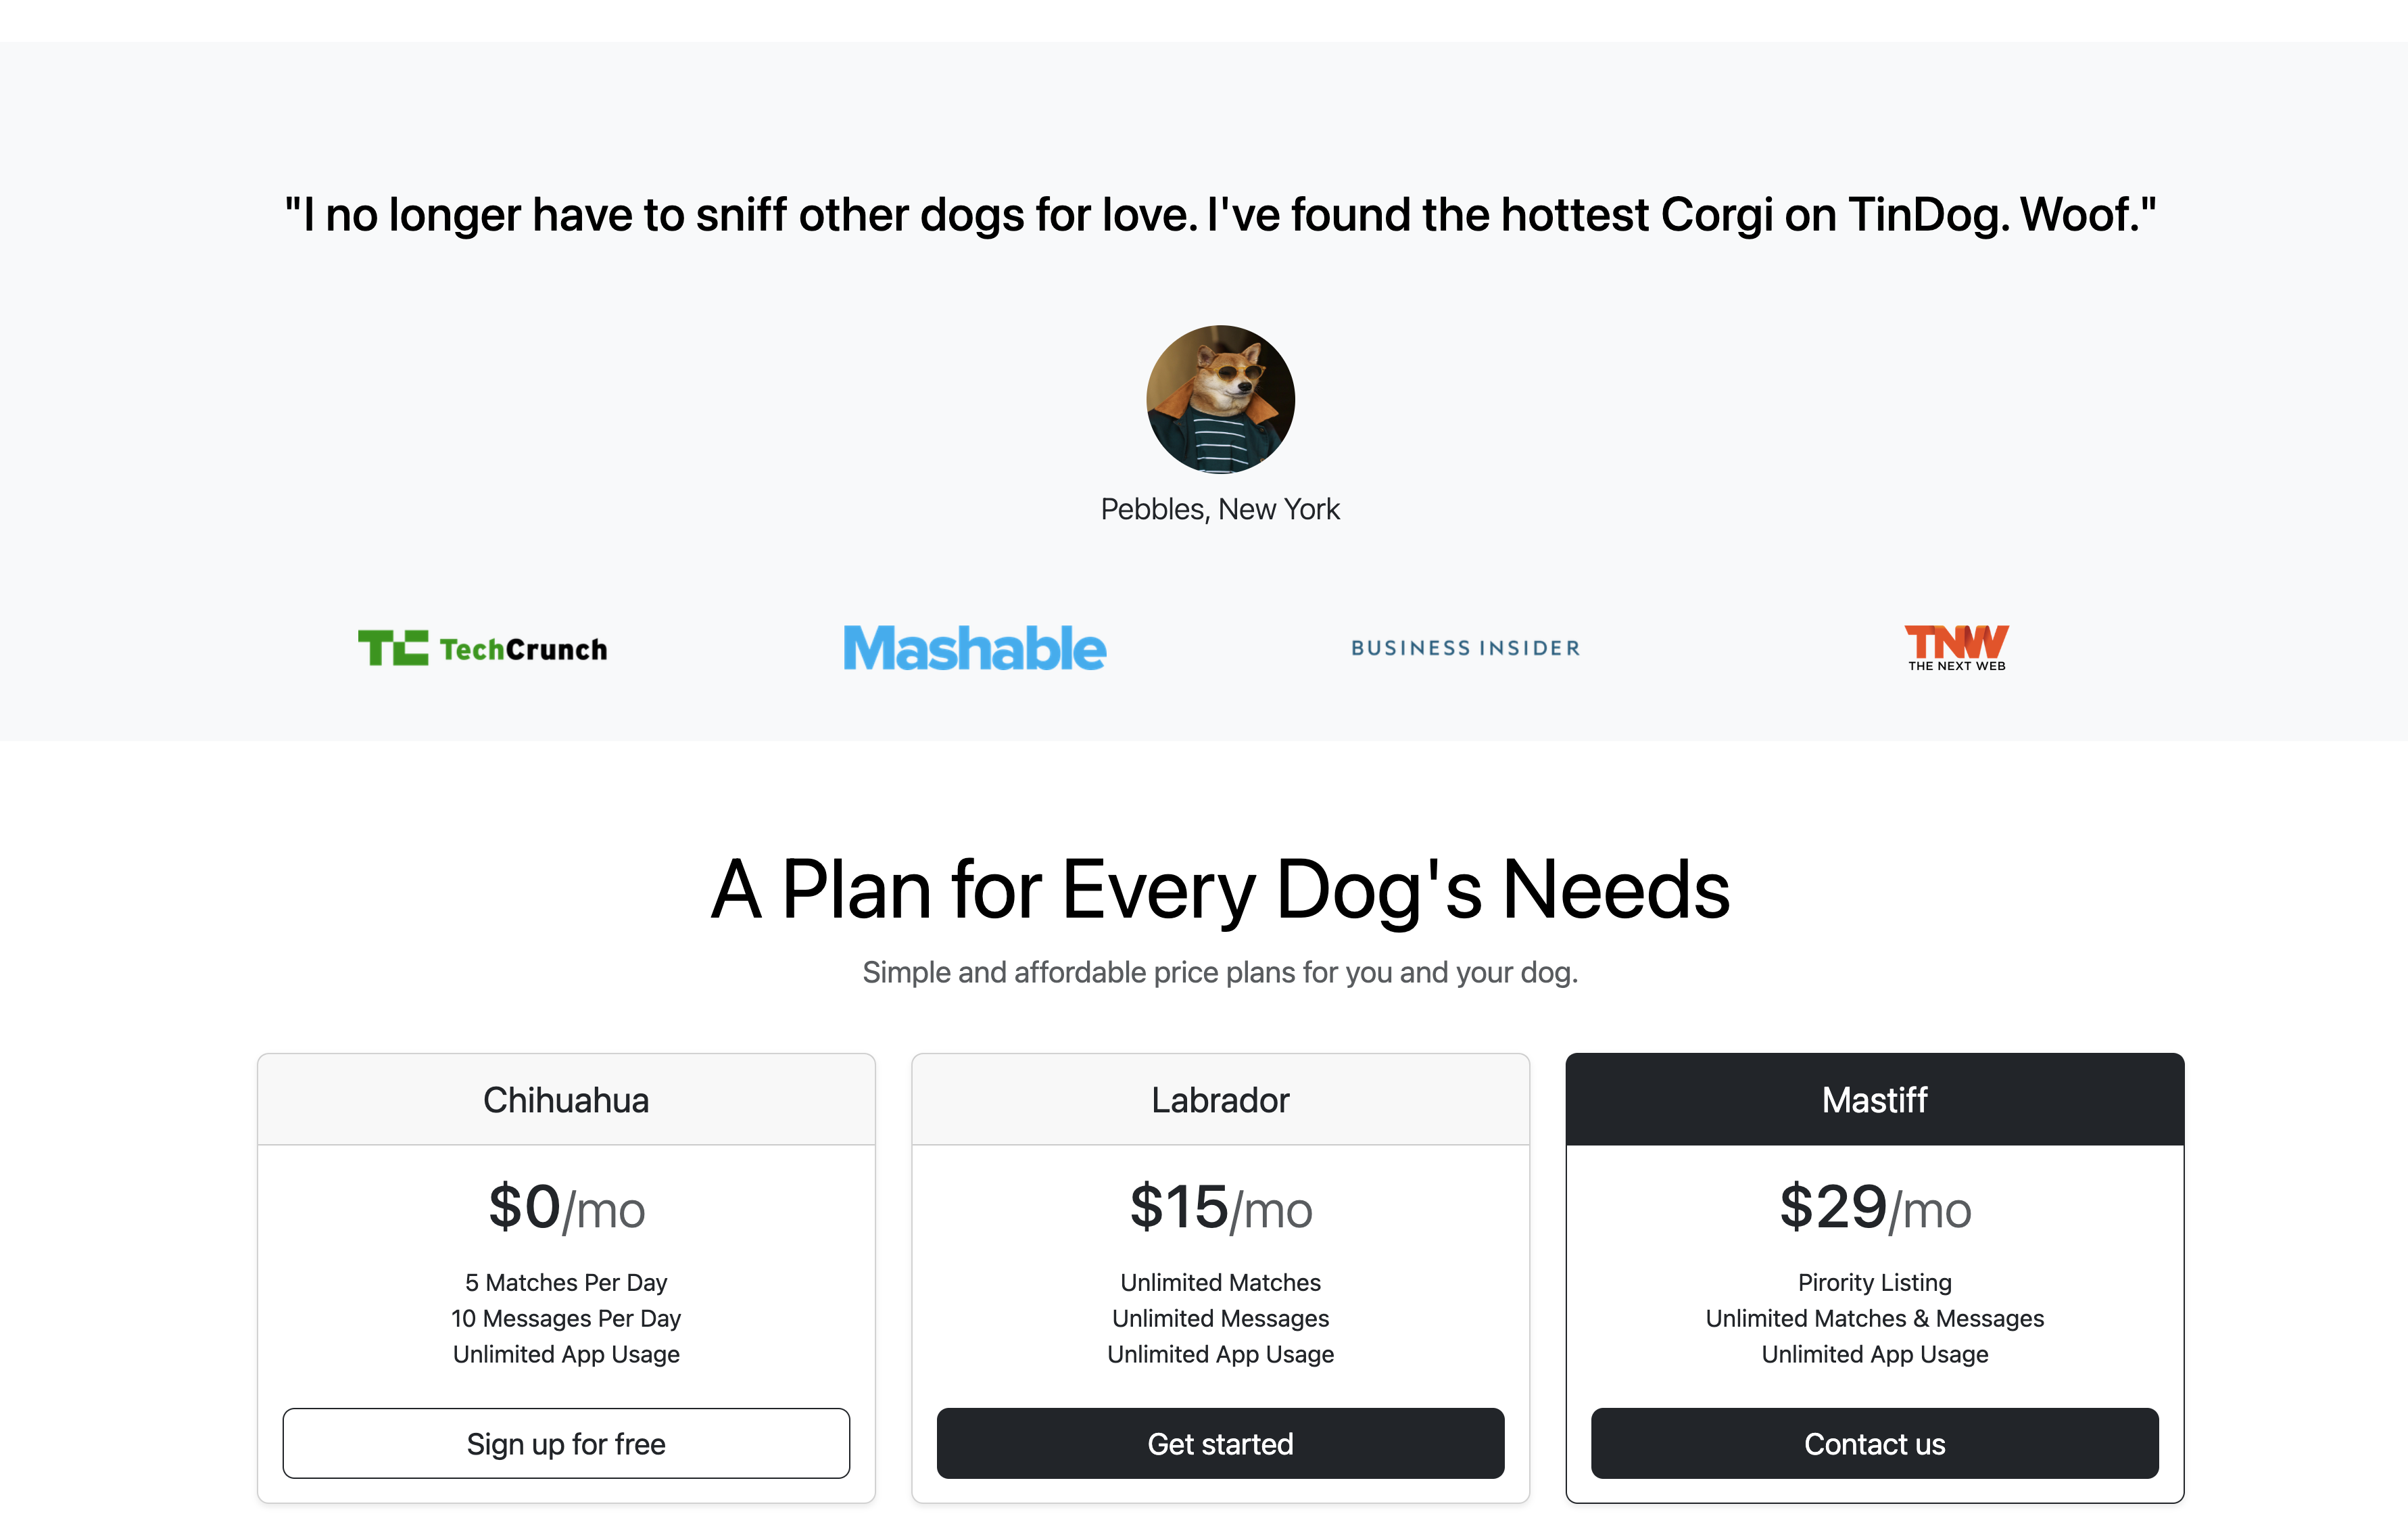 "I no longer have to sniff other dogs for love. I've found the hottest Corgi on TinDog. Woof."
Pebbles, New York
TC TechCrunch
Mashable
BUSINESS INSIDER
TNW
THE NEXT WEB
A Plan for Every Dog's Needs
Simple and affordable price plans for you and your dog.
Chihuahua
$0/mo
5 Matches Per Day
10 Messages Per Day
Unlimited App Usage
Sign up for free
Labrador
$15/mo
Unlimited Matches
Unlimited Messages
Unlimited App Usage
Get started
Mastiff
$29/mo
Pirority Listing
Unlimited Matches & Messages
Unlimited App Usage
Contact us